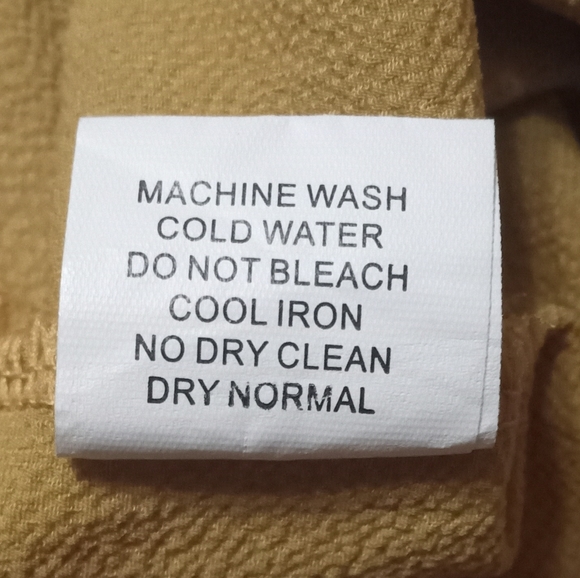 MACHINE WASH
COLD WATER
DO NOT BLEACH
COOL IRON
NO DRY CLEAN
DRY NORMAL